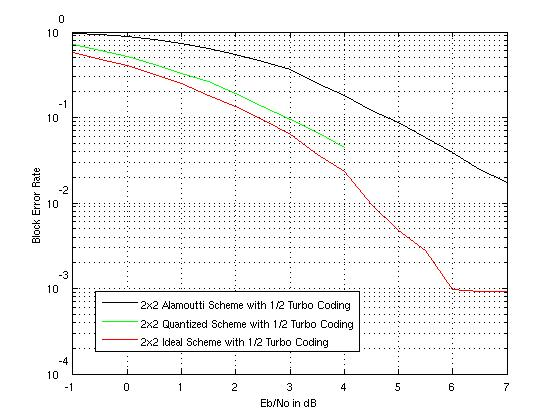 0
10
-1
10
-2
10
-3
10
-4
10
Block Error Rate
2x2 Alamoutti Scheme with 1/2 Turbo Coding
2x2 Quantized Scheme with 1/2 Turbo Coding
2x2 Ideal Scheme with 1/2 Turbo Coding
-1 0 1 2 3 4 5 6 7
Eb/No in dB